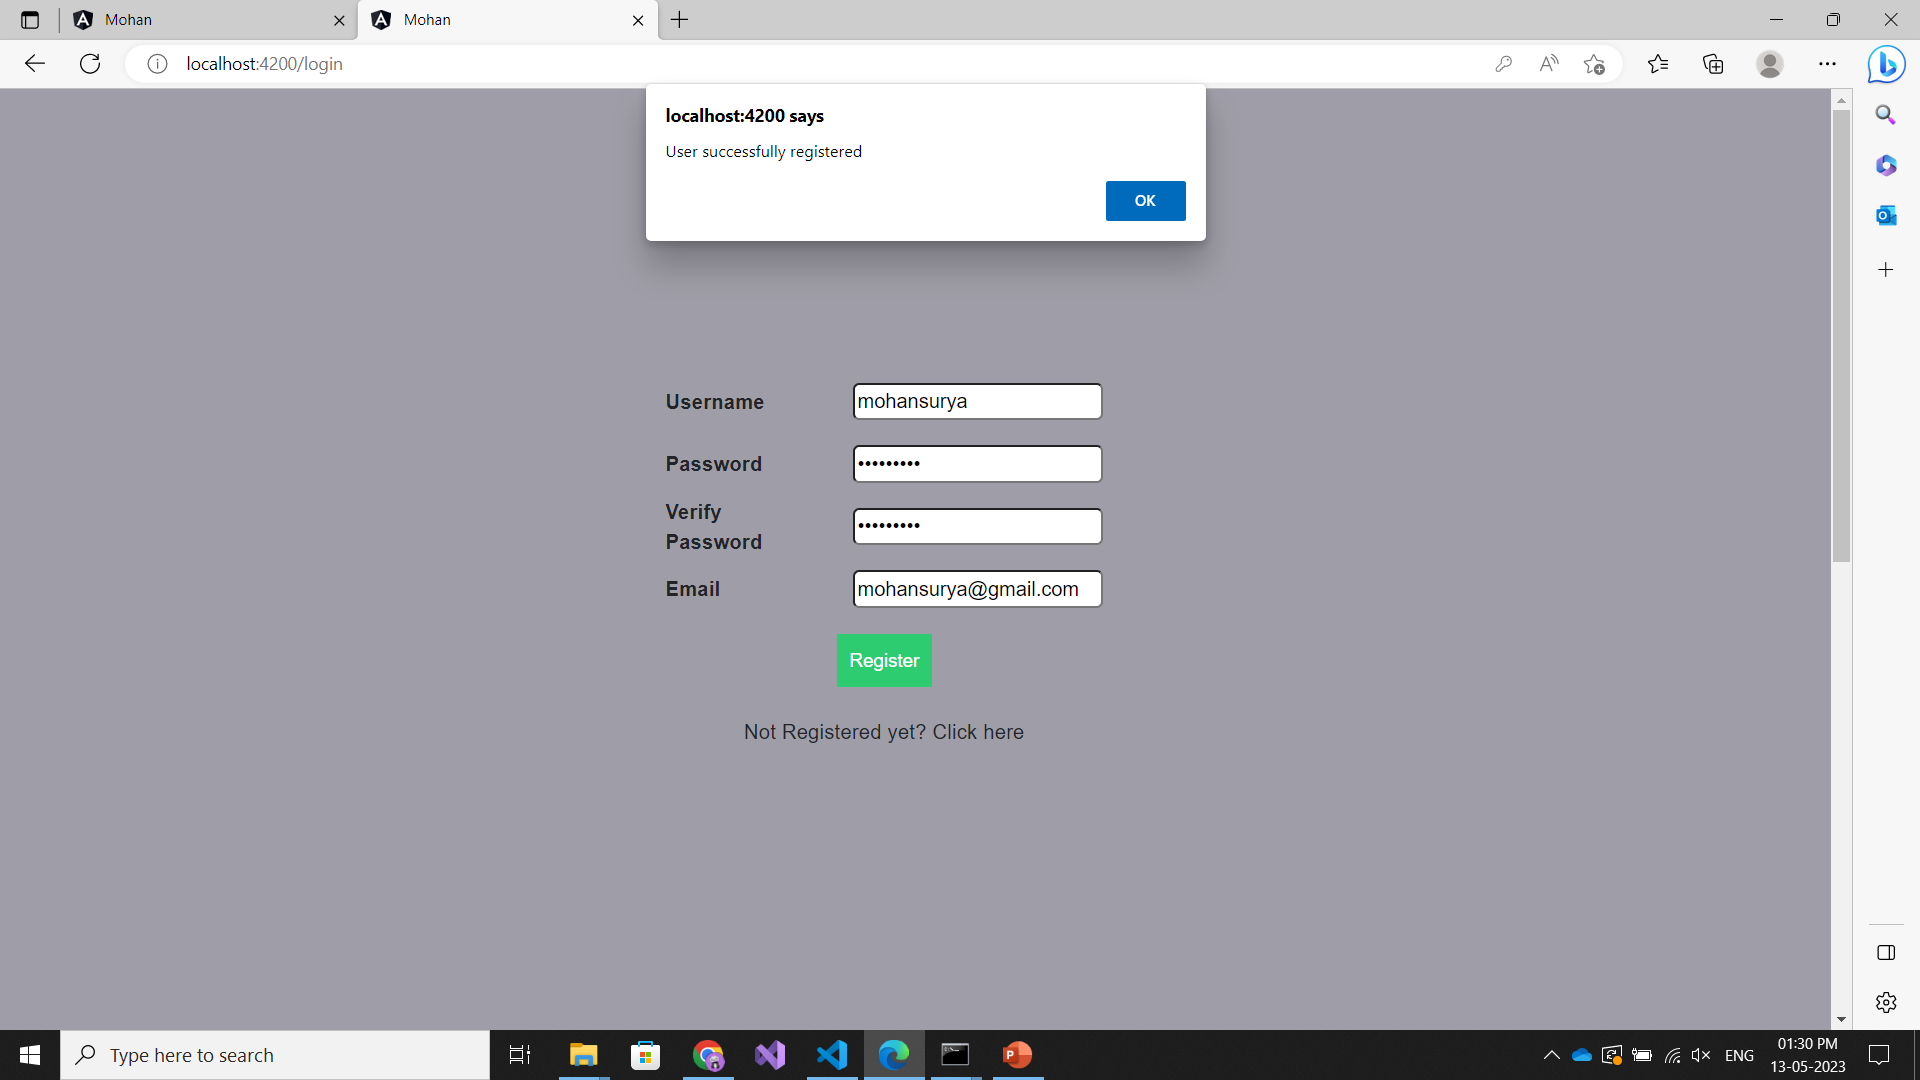 Mohan
Mohan
localhost:4200/login
localhost:4200 says
User successfully registered
OK
Username
mohansurya
Password
•••••••••
Verify
Password
•••••••••
Email
mohansurya@gmail.com
Register
Not Registered yet? Click here
Type here to search
ENG
01:30 PM
13-05-2023